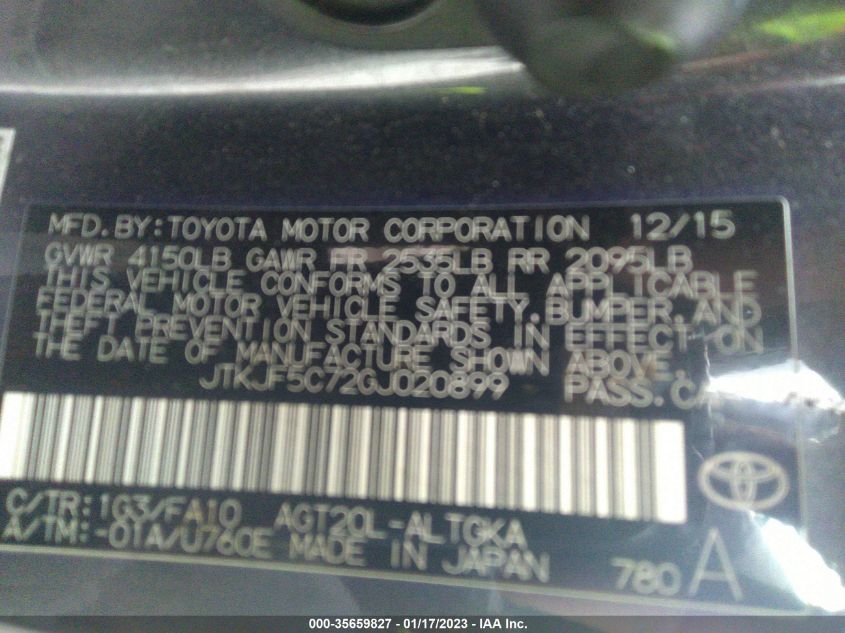 MFD.BY:TOYOTA MOTOR CORPORATION 12/15
GVWR 4150LB GAWR FR 2535LB RR 2095LB
THIS VEHICLE CONFORMS TO ALL APPLICABLE
FEDERAL MOTOR VEHICLE SAFETY,BUMPER,AND
THEFT PREVENTION STANDARDS IN EFFECT ON
THE DATE OF MANUFACTURE SHOWN ABOVE.
JTKJF5C72GJ020899 PASS.CA
C/TR:1G3/FA10 AGT20L-ALTGKA
A/TM:-01A/U760E MADE IN JAPAN 780 A
000-35659827 - 01/17/2023 - IAA Inc.